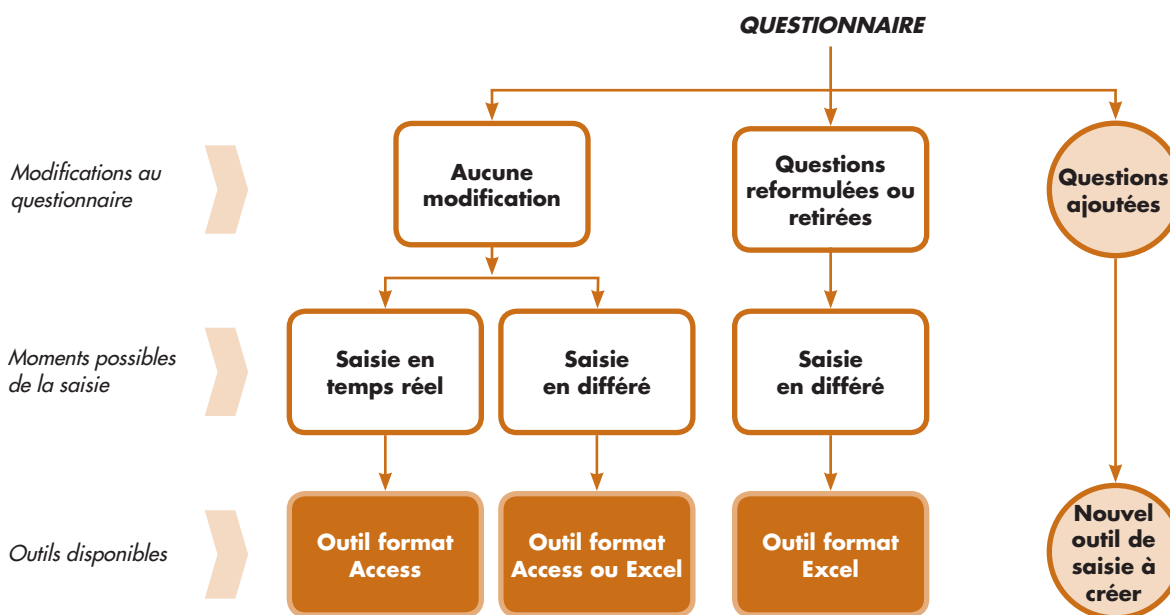 QUESTIONNAIRE
Modifications au
questionnaire
Aucune
modification
Questions
reformulées ou
retirées
Questions
ajoutées
Moments possibles
de la saisie
Saisie en
temps réel
Saisie
en différé
Saisie
en différé
Outils disponibles
Outil format
Access
Outil format
Access ou Excel
Outil format
Excel
Nouvel
outil de
saisie à
créer